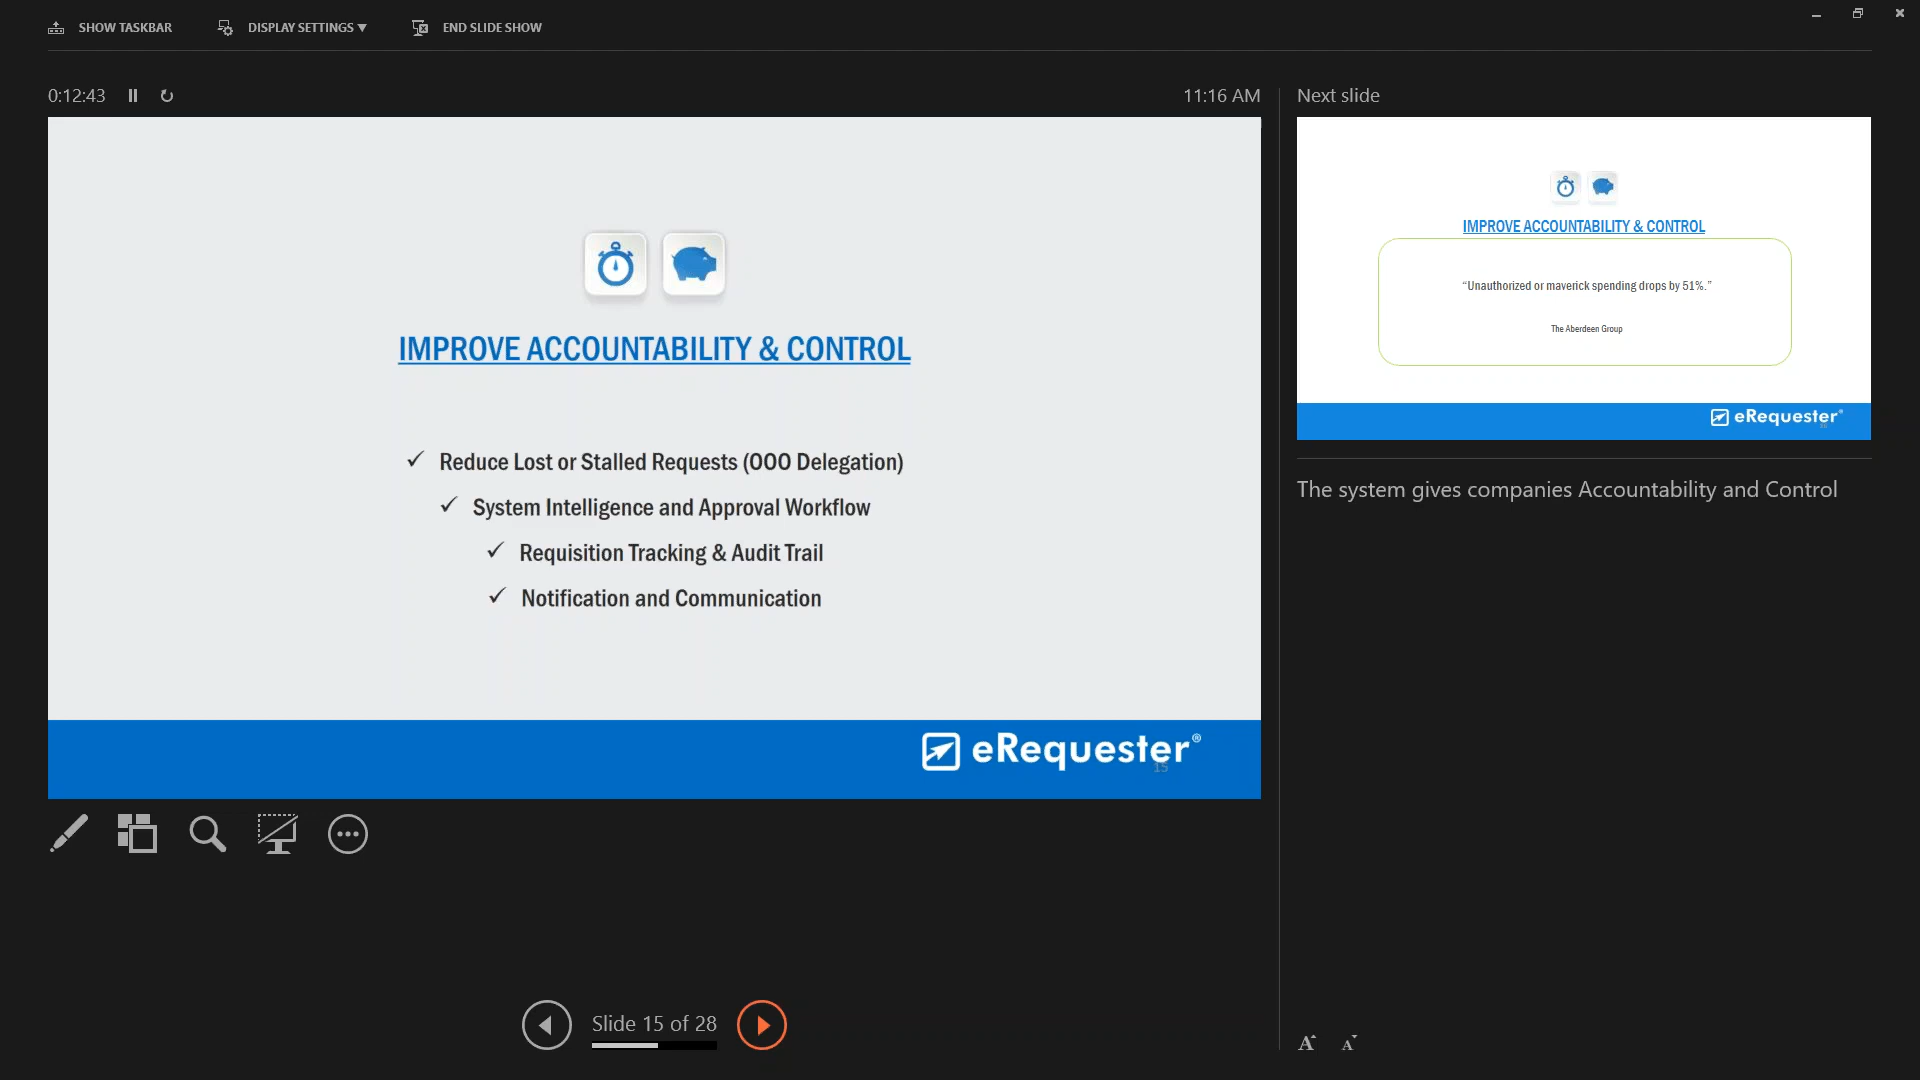 SHOW TASKBAR
DISPLAY SETTINGS
END SLIDE SHOW
0:12:43
11:16 AM
IMPROVE ACCOUNTABILITY & CONTROL
✓ Reduce Lost or Stalled Requests (OOO Delegation)
✓ System Intelligence and Approval Workflow
✓ Requisition Tracking & Audit Trail
✓ Notification and Communication
eRequester®
15
Slide 15 of 28
Next slide
IMPROVE ACCOUNTABILITY & CONTROL
“Unauthorized or maverick spending drops by 51%.”
The Aberdeen Group
eRequester®
The system gives companies Accountability and Control
A A